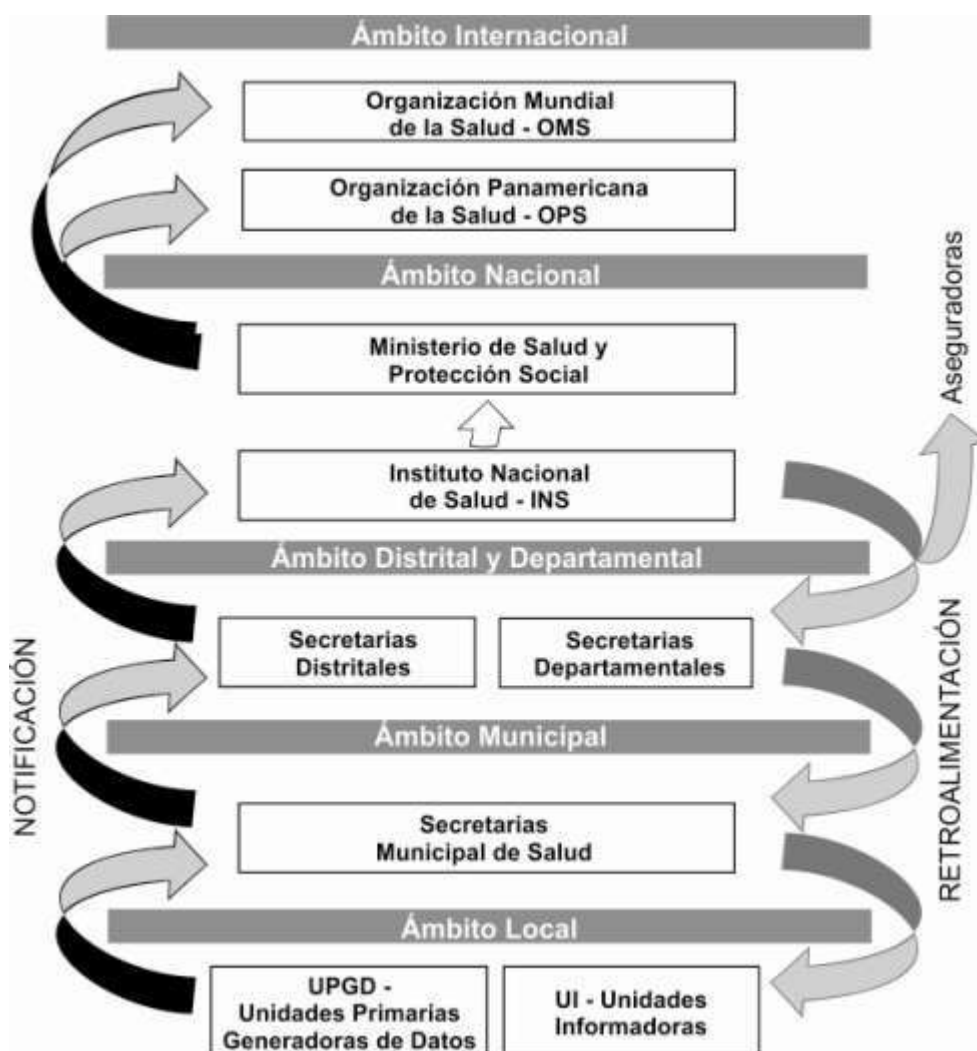 Ámbito Internacional
Organización Mundial
de la Salud - OMS
Organización Panamericana
de la Salud - OPS
Ámbito Nacional
Ministerio de Salud y
Protección Social
Aseguradoras
Instituto Nacional
de Salud - INS
Ámbito Distrital y Departamental
Secretarias
Distritales
Secretarias
Departamentales
NOTIFICACIÓN
RETROALIMENTACIÓN
Ámbito Municipal
Secretarias
Municipal de Salud
Ámbito Local
UPGD -
Unidades Primarias
Generadoras de Datos
UI - Unidades
Informadoras